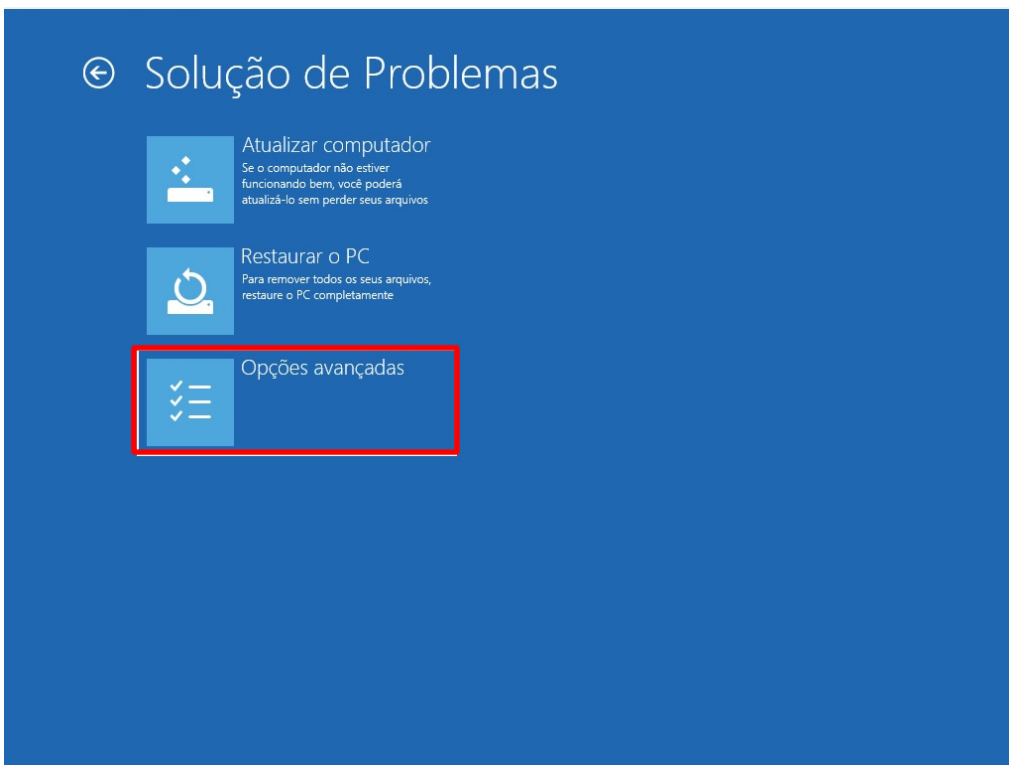 Solução de Problemas
Atualizar computador
Se o computador não estiver
funcionando bem, você poderá
atualizá-lo sem perder seus arquivos
Restaurar o PC
Para remover todos os seus arquivos,
restaure o PC completamente
Opções avançadas